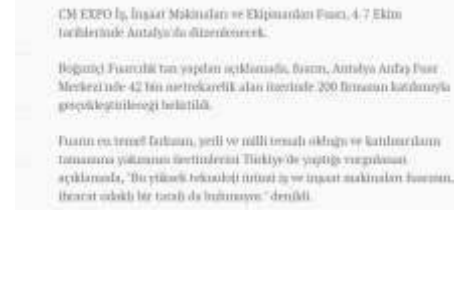 CM EXPO İş, İnşaat Makinaları ve Ekipmanları Fuarı, 4-7 Ekim
tarihlerinde Antalya'da düzenlenecek.
Boğaziçi Fuarcılık'tan yapılan açıklamada, fuarın, Antalya Anfaş Fuar
Merkezi'nde 42 bin metrekarelik alan üzerinde 200 firmanın katılımıyla
gerçekleştirileceği belirtildi.
Fuarın en temel farkının, yerli ve milli temalı olduğu ve katılımcıların
tamamına yakınının üretimlerini Türkiye'de yaptığı vurgulanan
açıklamada, "Bu yüksek teknoloji ürünü iş ve inşaat makinaları fuarının,
ihracat odaklı bir tarafı da bulunuyor." denildi.